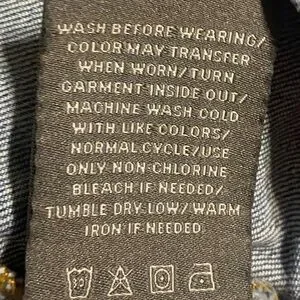 WASH BEFORE WEARING/
COLOR MAY TRANSFER
WHEN WORN/TURN
GARMENT INSIDE OUT/
MACHINE WASH COLD
WITH LIKE COLORS/
NORMAL CYCLE/USE
ONLY NON-CHLORINE
BLEACH, IF NEEDED/
TUMBLE DRY LOW/WARM
IRON IF NEEDED.
30